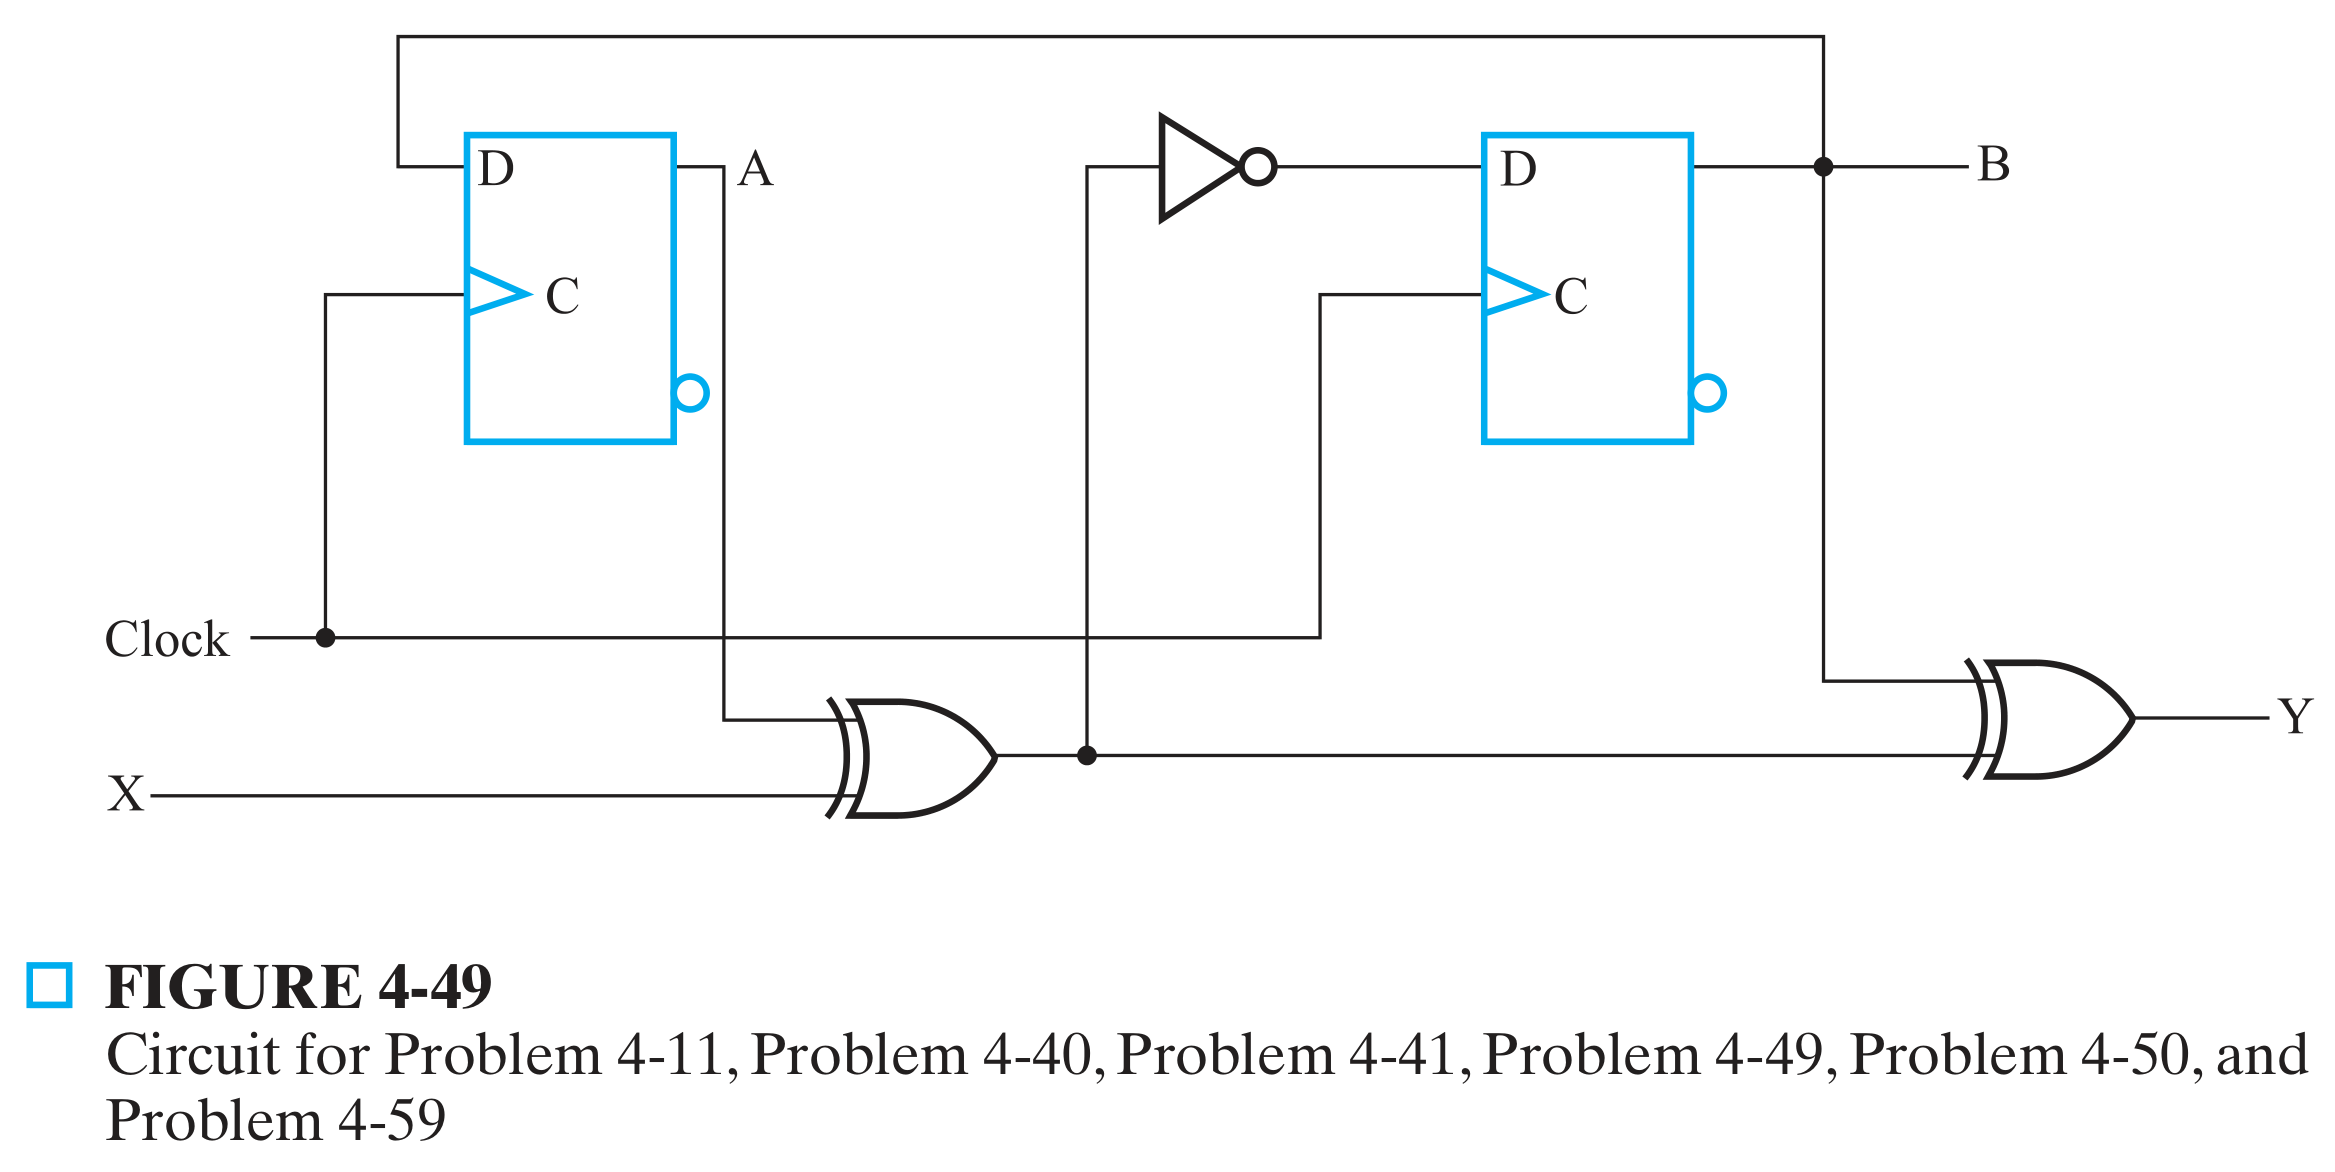 D
A
D
B
C
C
Clock
Y
X
FIGURE 4-49
Circuit for Problem 4-11, Problem 4-40, Problem 4-41, Problem 4-49, Problem 4-50, and
Problem 4-59